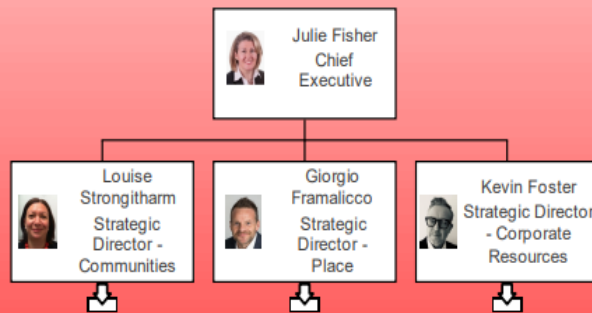 Julie Fisher
Chief
Executive
Louise
Strongitharm
Strategic
Director -
Communities
Giorgio
Framalicco
Strategic
Director -
Place
Kevin Foster
Strategic Director
- Corporate
Resources